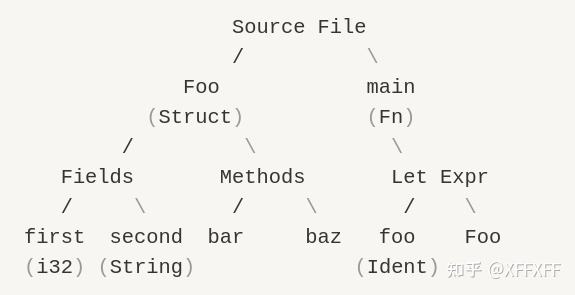 Source File
/ \
Foo main
(Struct) (Fn)
/ \ \
Fields Methods Let Expr
/ \ / \ / \
first second bar baz foo Foo
(i32) (String) (Ident)
知乎 @XFFXFF